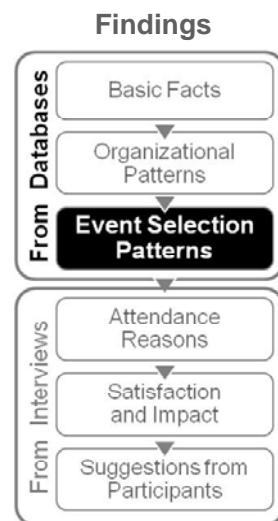 Findings
From Databases
Basic Facts
Organizational
Patterns
Event Selection
Patterns
From Interviews
Attendance
Reasons
Satisfaction
and Impact
Suggestions from
Participants